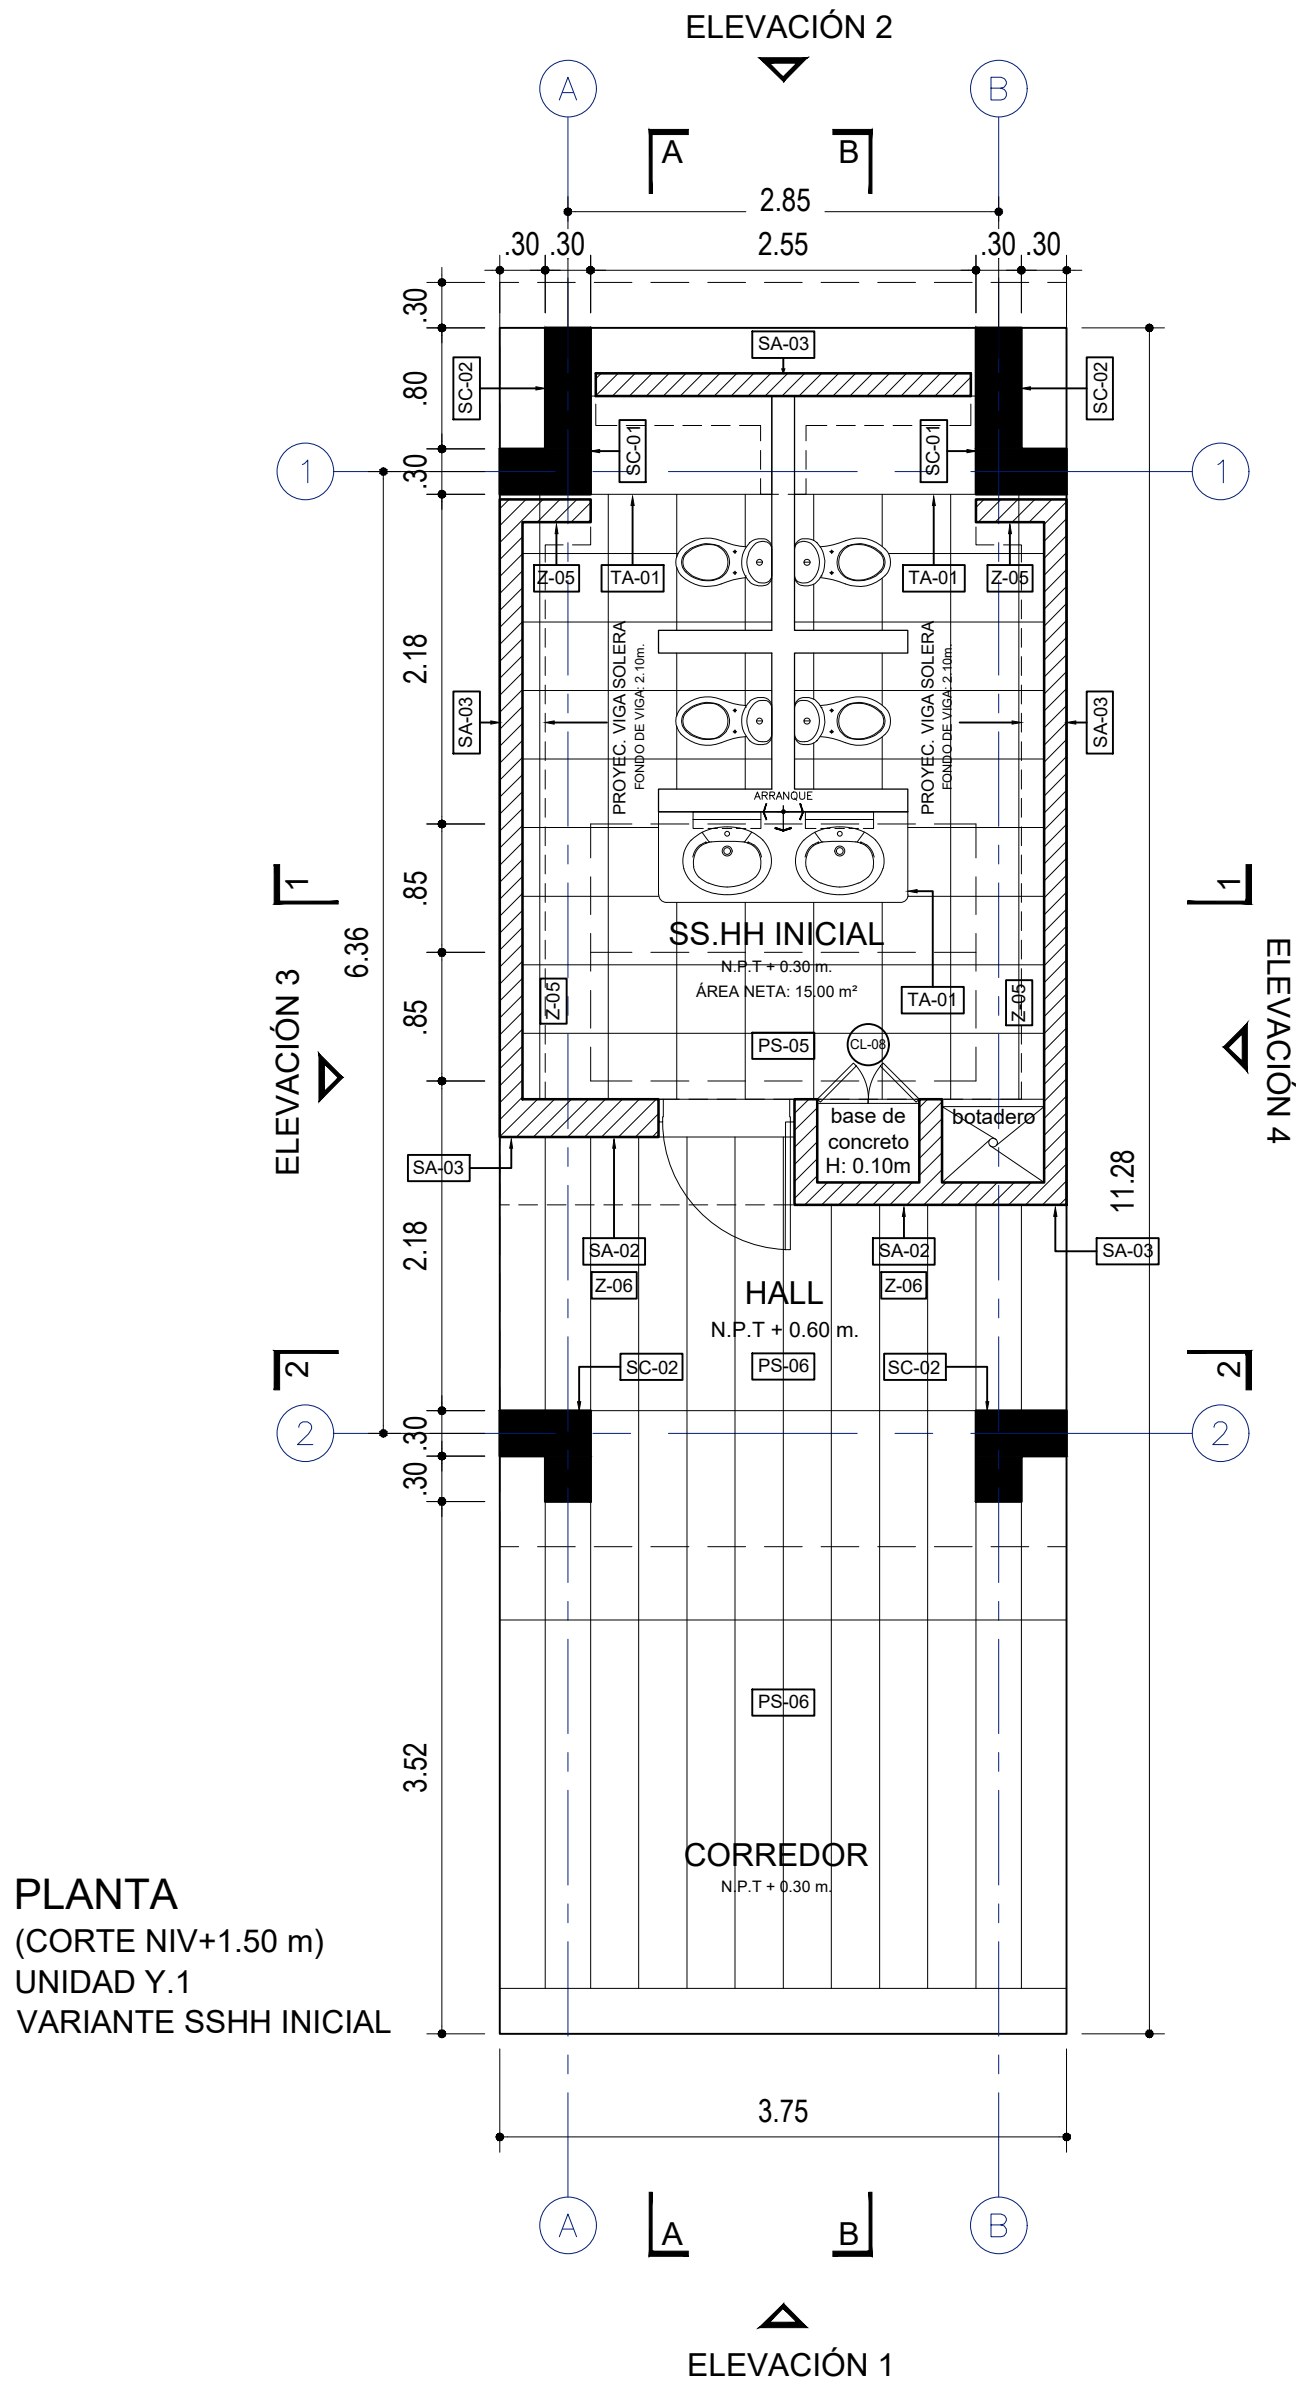 ELEVACIÓN 2
A
B
A
B
2.85
.30
.30
2.55
.30
.30
.30
SA-03
SC-02
SC-02
.80
SC-01
SC-01
1
.30
1
Z-05
TA-01
TA-01
Z-05
PROYEC. VIGA SOLERA
FONDO DE VIGA: 2.10m.
PROYEC. VIGA SOLERA
FONDO DE VIGA: 2.10m.
2.18
SA-03
SA-03
ARRANQUE
1
.85
1
6.36
SS.HH INICIAL
N.P.T + 0.30 m.
ÁREA NETA: 15.00 m²
Z-05
TA-01
Z-05
ELEVACIÓN 3
.85
PS-05
CL-08
ELEVACIÓN 4
base de
concreto
H: 0.10m
botadero
SA-03
11.28
2.18
SA-02
Z-06
SA-02
Z-06
SA-03
HALL
N.P.T + 0.60 m.
2
SC-02
PS-06
SC-02
2
2
.30
2
.30
PS-06
3.52
CORREDOR
N.P.T + 0.30 m.
PLANTA
(CORTE NIV+1.50 m)
UNIDAD Y.1
VARIANTE SSHH INICIAL
3.75
A
A
B
B
ELEVACIÓN 1